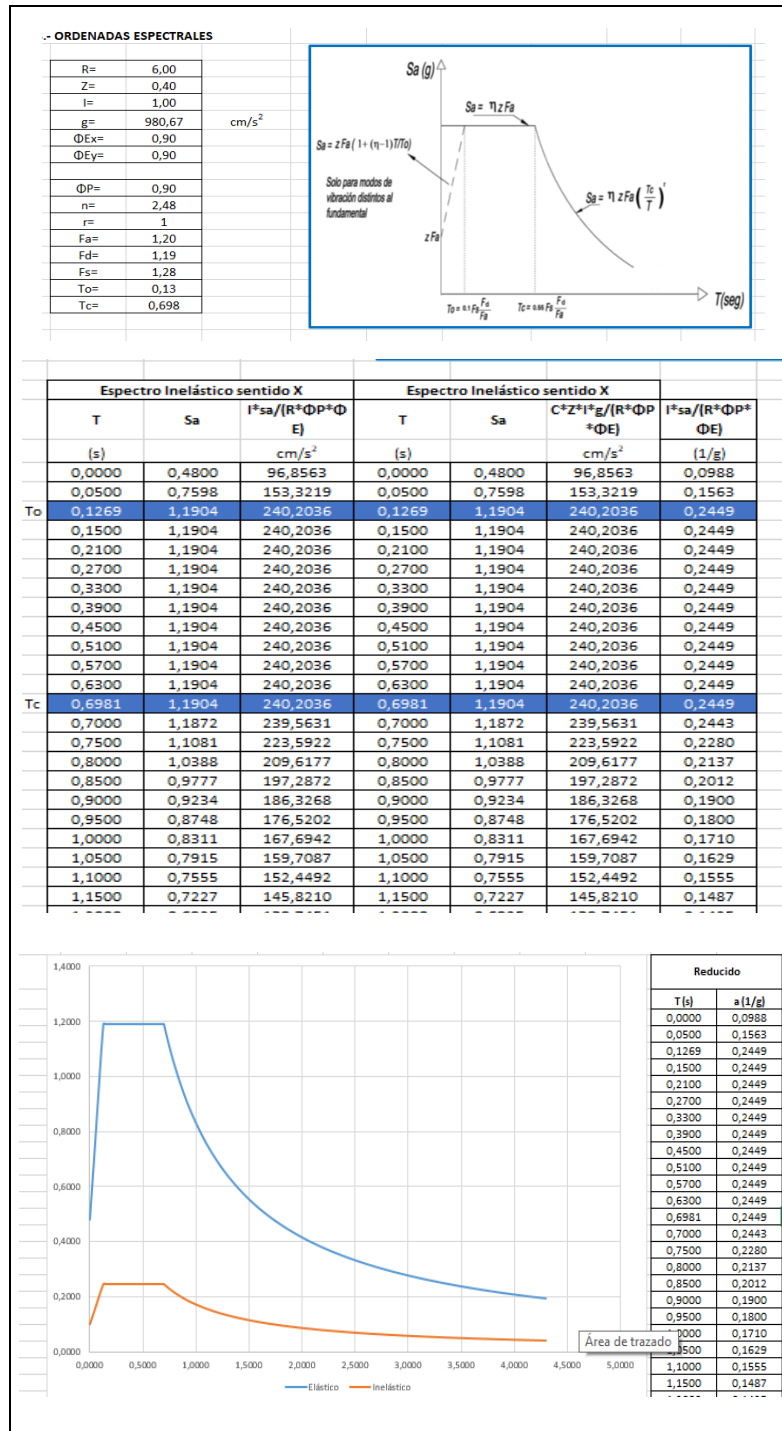 .- ORDENADAS ESPECTRALES
R= 6,00
Z= 0,40
I= 1,00
g= 980,67 cm/s²
ΦEx= 0,90
ΦEy= 0,90
ΦP= 0,90
n= 2,48
r= 1
Fa= 1,20
Fd= 1,19
Fs= 1,28
To= 0,13
Tc= 0,698
Sa (g)
Sa = η z Fa
Sa = z Fa ( 1+ (η-1)T/To)
Solo para modos de
vibración distintos al
fundamental
Sa = η z Fa (Tc/T)^r
z Fa
To = 0.1 Fs Fd/Fa
Tc = 0.55 Fs Fd/Fa
T(seg)
Espectro Inelástico sentido X Espectro Inelástico sentido X
T Sa I*sa/(R*ΦP*ΦE) T Sa C*Z*I*g/(R*ΦP*ΦE) I*sa/(R*ΦP*ΦE)
(s) cm/s² (s) cm/s² (1/g)
0,0000 0,4800 96,8563 0,0000 0,4800 96,8563 0,0988
0,0500 0,7598 153,3219 0,0500 0,7598 153,3219 0,1563
To 0,1269 1,1904 240,2036 0,1269 1,1904 240,2036 0,2449
0,1500 1,1904 240,2036 0,1500 1,1904 240,2036 0,2449
0,2100 1,1904 240,2036 0,2100 1,1904 240,2036 0,2449
0,2700 1,1904 240,2036 0,2700 1,1904 240,2036 0,2449
0,3300 1,1904 240,2036 0,3300 1,1904 240,2036 0,2449
0,3900 1,1904 240,2036 0,3900 1,1904 240,2036 0,2449
0,4500 1,1904 240,2036 0,4500 1,1904 240,2036 0,2449
0,5100 1,1904 240,2036 0,5100 1,1904 240,2036 0,2449
0,5700 1,1904 240,2036 0,5700 1,1904 240,2036 0,2449
0,6300 1,1904 240,2036 0,6300 1,1904 240,2036 0,2449
Tc 0,6981 1,1904 240,2036 0,6981 1,1904 240,2036 0,2449
0,7000 1,1872 239,5631 0,7000 1,1872 239,5631 0,2443
0,7500 1,1081 223,5922 0,7500 1,1081 223,5922 0,2280
0,8000 1,0388 209,6177 0,8000 1,0388 209,6177 0,2137
0,8500 0,9777 197,2872 0,8500 0,9777 197,2872 0,2012
0,9000 0,9234 186,3268 0,9000 0,9234 186,3268 0,1900
0,9500 0,8748 176,5202 0,9500 0,8748 176,5202 0,1800
1,0000 0,8311 167,6942 1,0000 0,8311 167,6942 0,1710
1,0500 0,7915 159,7087 1,0500 0,7915 159,7087 0,1629
1,1000 0,7555 152,4492 1,1000 0,7555 152,4492 0,1555
1,1500 0,7227 145,8210 1,1500 0,7227 145,8210 0,1487
1,4000
1,2000
1,0000
0,8000
0,6000
0,4000
0,2000
0,0000
0,0000 0,5000 1,0000 1,5000 2,0000 2,5000 3,0000 3,5000 4,0000 4,5000 5,0000
Elástico Inelástico
Área de trazado
Reducido
T (s) a (1/g)
0,0000 0,0988
0,0500 0,1563
0,1269 0,2449
0,1500 0,2449
0,2100 0,2449
0,2700 0,2449
0,3300 0,2449
0,3900 0,2449
0,4500 0,2449
0,5100 0,2449
0,5700 0,2449
0,6300 0,2449
0,6981 0,2449
0,7000 0,2443
0,7500 0,2280
0,8000 0,2137
0,8500 0,2012
0,9000 0,1900
0,9500 0,1800
0000 0,1710
0500 0,1629
1,1000 0,1555
1,1500 0,1487